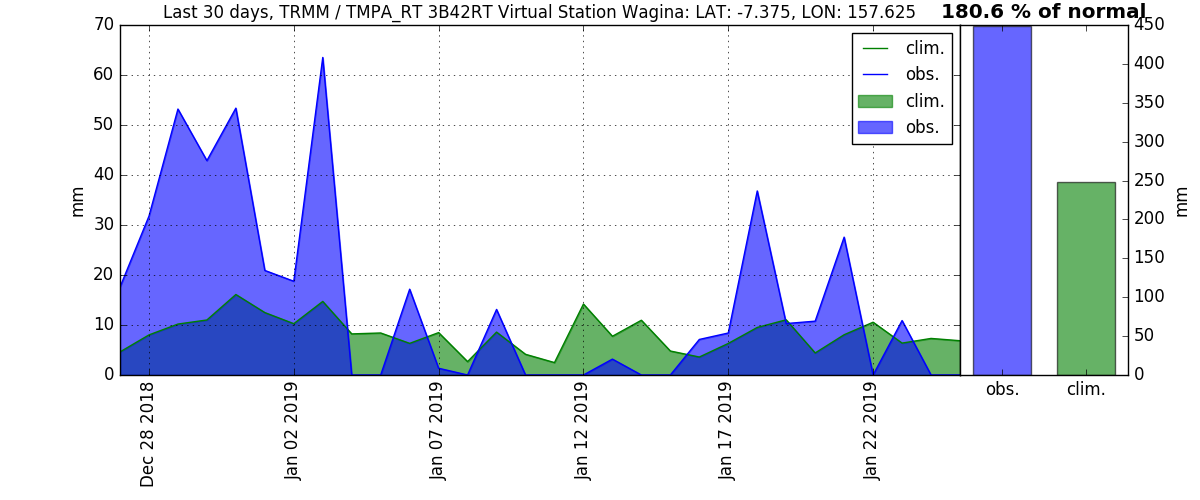 Last 30 days, TRMM / TMPA_RT 3B42RT Virtual Station Wagina: LAT: -7.375, LON: 157.625
180.6 % of normal
70
60
50
40
30
20
10
0
mm
clim.
obs.
clim.
obs.
Dec 28 2018
Jan 02 2019
Jan 07 2019
Jan 12 2019
Jan 17 2019
Jan 22 2019
450
400
350
300
250
200
150
100
50
0
mm
obs.
clim.